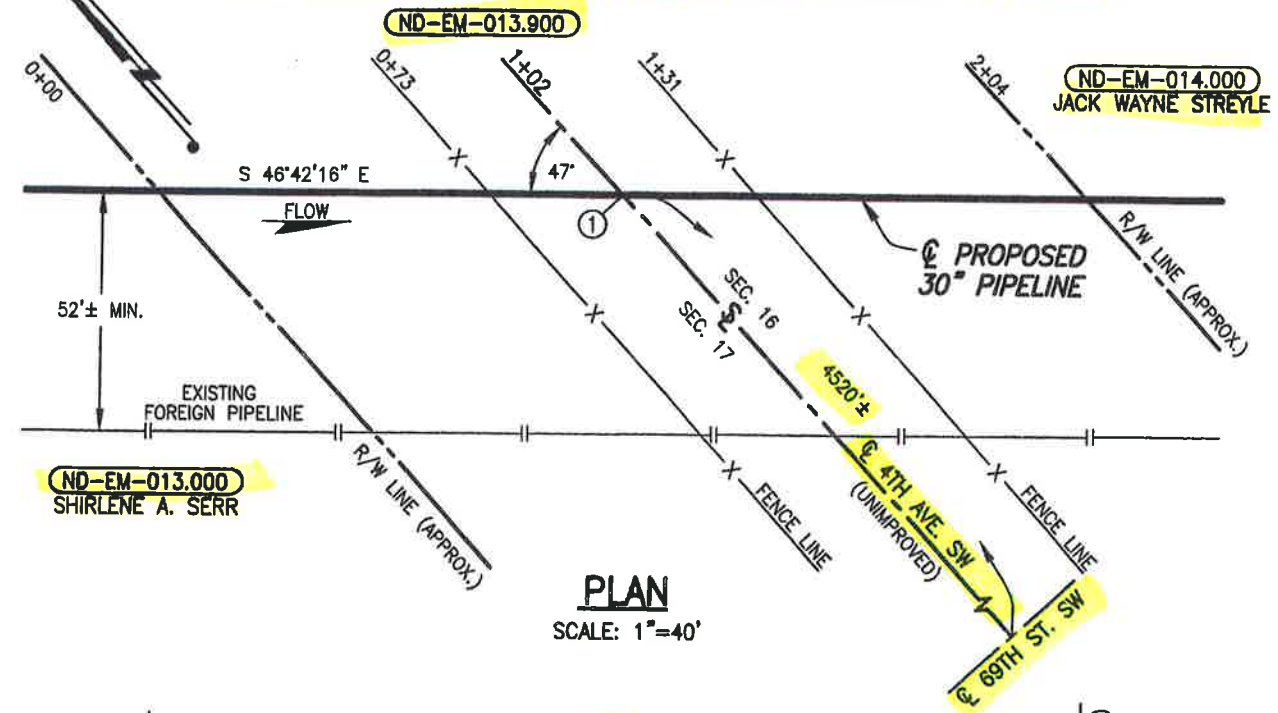 ND-EM-013.900
0+00
0+73
1+02
1+31
2+04
ND-EM-014.000
JACK WAYNE STREYLE
S 46°42'16" E
47°
FLOW
1
℄ PROPOSED
30" PIPELINE
R/W LINE (APPROX.)
52'± MIN.
SEC. 16
SEC. 17
4520'±
EXISTING
FOREIGN PIPELINE
ND-EM-013.000
SHIRLENE A. SERR
R/W LINE (APPROX.)
FENCE LINE
℄ 4TH AVE. SW
(UNIMPROVED)
FENCE LINE
℄ 69TH ST. SW
PLAN
SCALE: 1"=40'